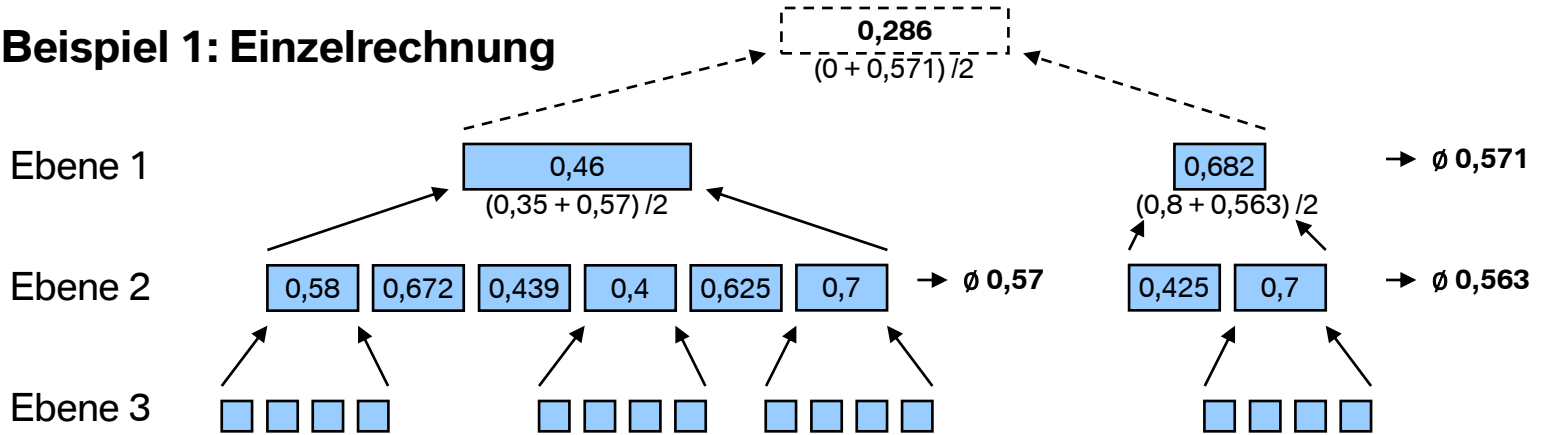 0,286
Beispiel 1: Einzelrechnung
(0 + 0,571) /2
Ebene 1 0,46 0,682 → ∅ 0,571
(0,35 + 0,57) /2 (0,8 + 0,563) /2
Ebene 2 0,58 0,672 0,439 0,4 0,625 0,7 → ∅ 0,57 0,425 0,7 → ∅ 0,563
Ebene 3